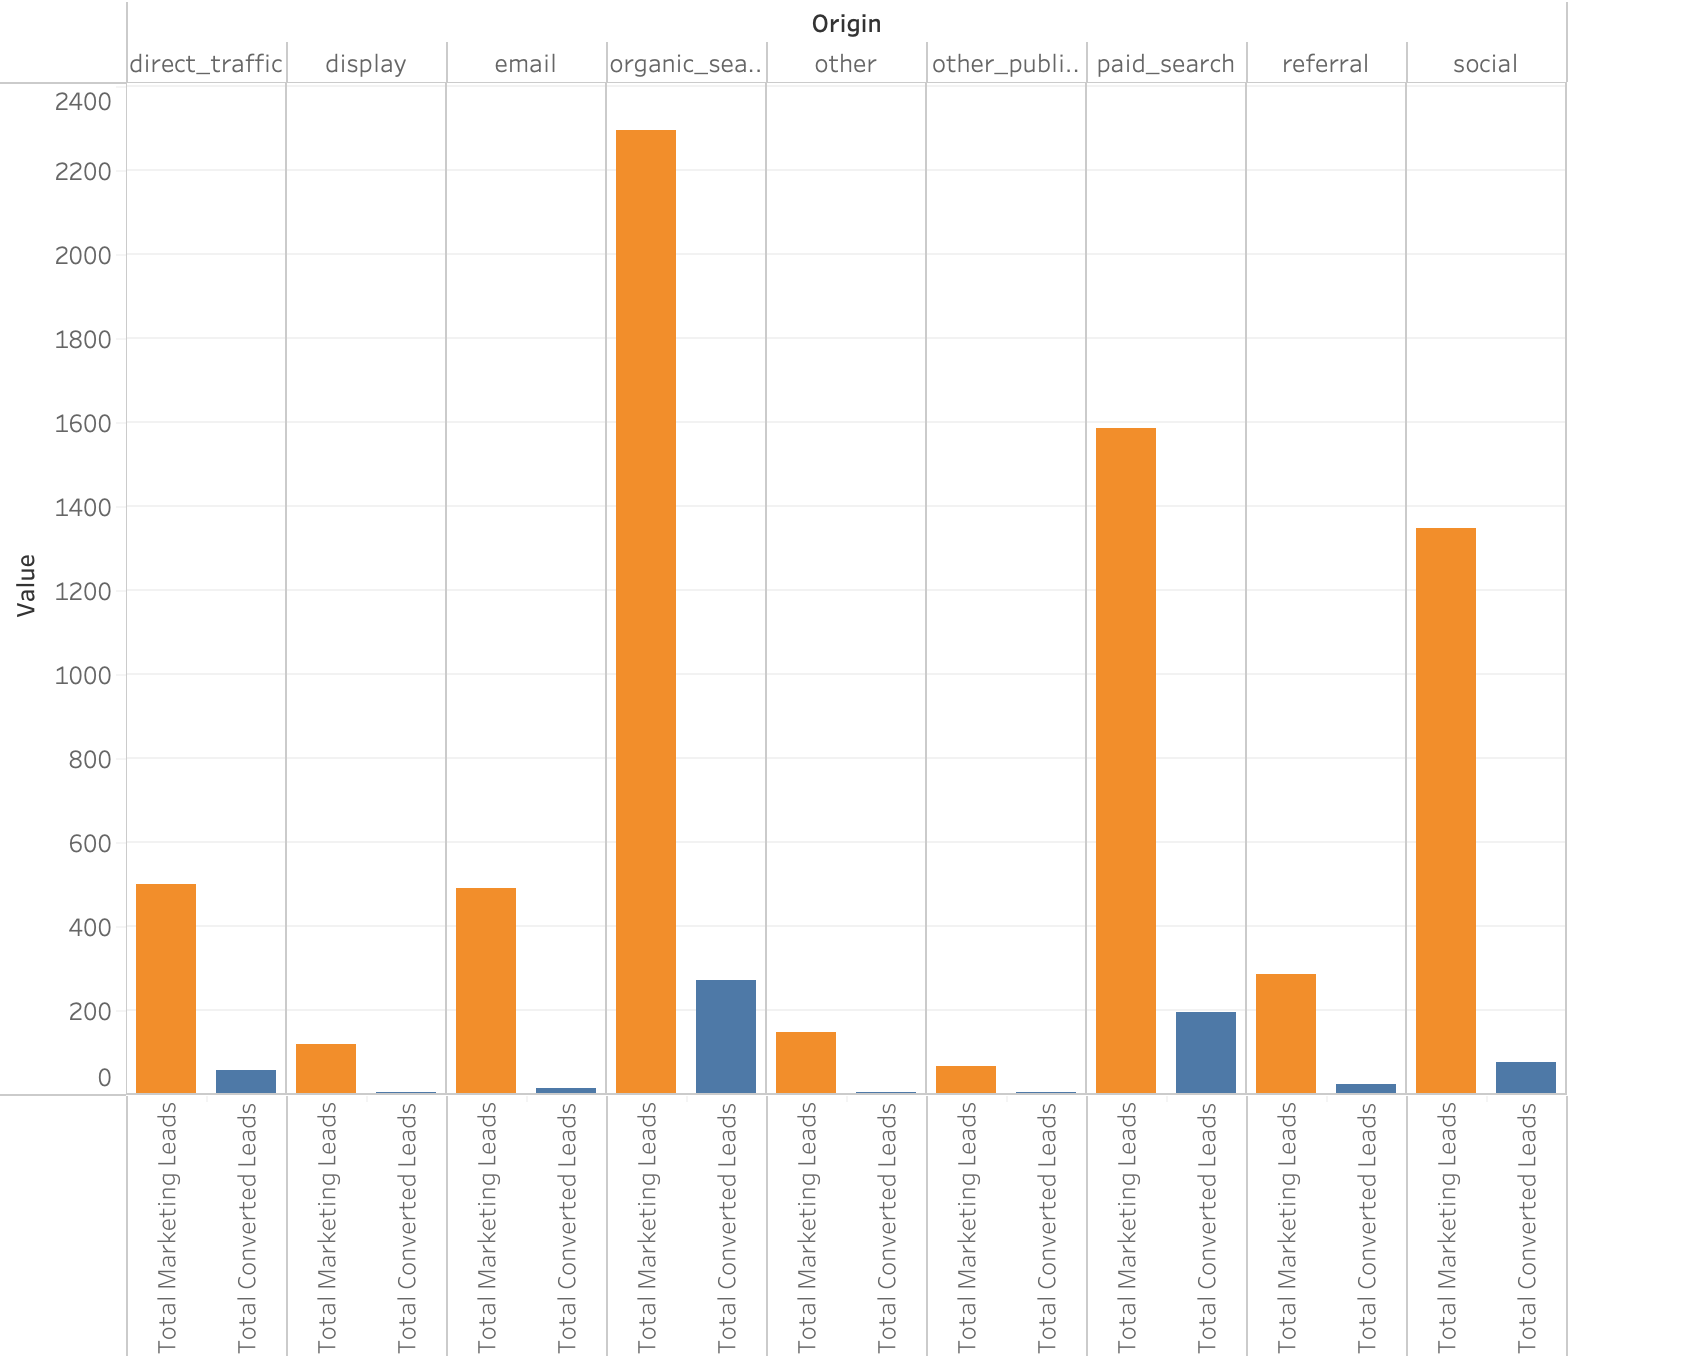 Origin
direct_traffic display email organic_sea.. other other_publi.. paid_search referral social
2400
2200
2000
1800
1600
1400
1200
1000
800
600
400
200
0
Value
Total Marketing Leads
Total Converted Leads
Total Marketing Leads
Total Converted Leads
Total Marketing Leads
Total Converted Leads
Total Marketing Leads
Total Converted Leads
Total Marketing Leads
Total Converted Leads
Total Marketing Leads
Total Converted Leads
Total Marketing Leads
Total Converted Leads
Total Marketing Leads
Total Converted Leads
Total Marketing Leads
Total Converted Leads